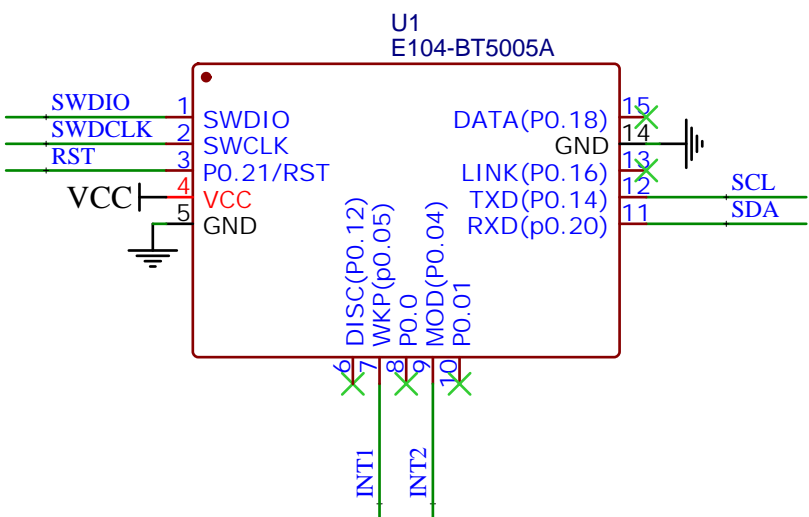 U1
E104-BT5005A
SWDIO
1
SWDIO
SWDCLK
2
SWCLK
RST
3
P0.21/RST
VCC
4
VCC
5
GND
15
DATA(P0.18)
14
GND
13
LINK(P0.16)
12
TXD(P0.14)
SCL
11
RXD(p0.20)
SDA
DISC(P0.12)
WKP(p0.05)
P0.0
MOD(P0.04)
P0.01
6
7
8
9
10
INT1
INT2